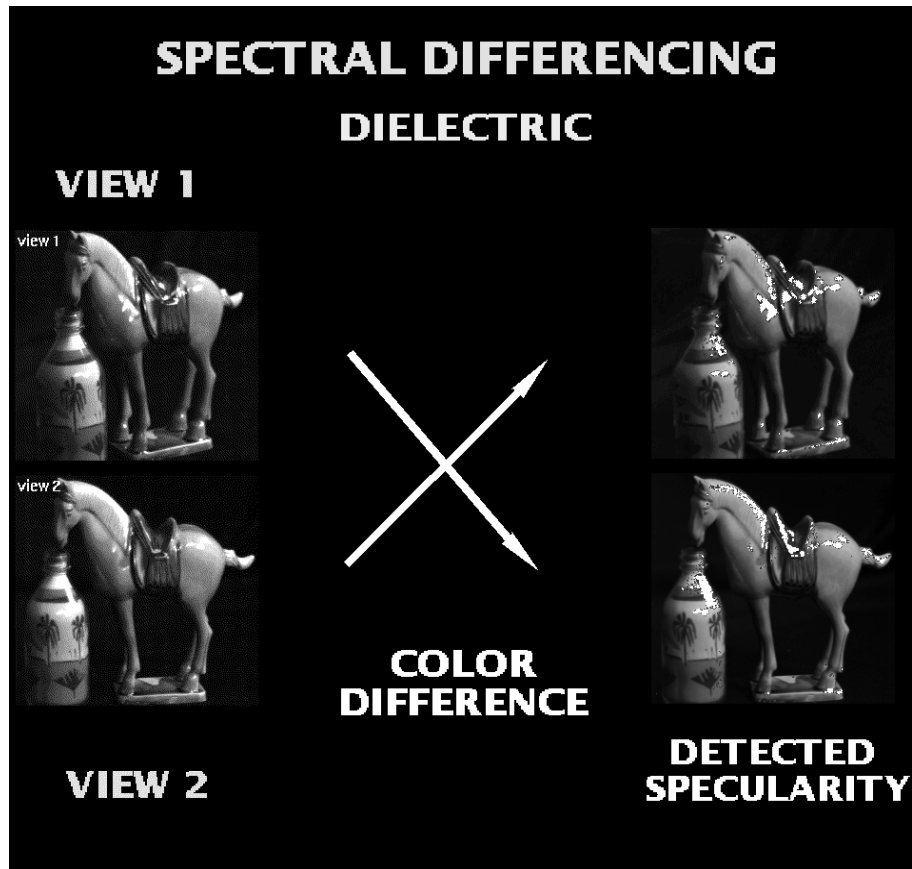 SPECTRAL DIFFERENCING
DIELECTRIC
VIEW 1
view 1
view 2
COLOR
DIFFERENCE
VIEW 2
DETECTED
SPECULARITY